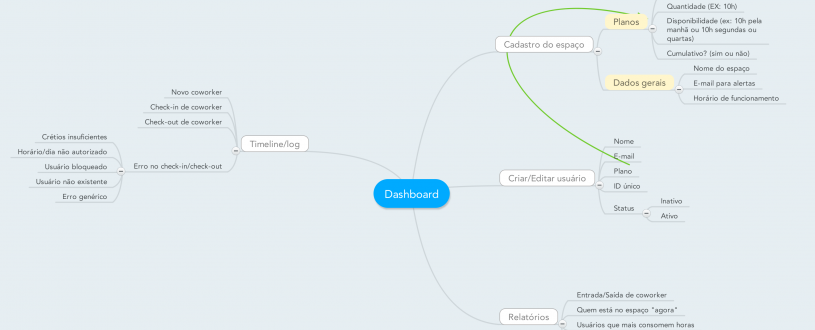 Quantidade (EX: 10h)
Planos
Disponibilidade (ex: 10h pela
manhã ou 10h segundas ou
quartas)
Cumulativo? (sim ou não)
Cadastro do espaço
Dados gerais
Nome do espaço
E-mail para alertas
Horário de funcionamento
Novo coworker
Check-in de coworker
Check-out de coworker
Timeline/log
Erro no check-in/check-out
Crétios insuficientes
Horário/dia não autorizado
Usuário bloqueado
Usuário não existente
Erro genérico
Dashboard
Criar/Editar usuário
Nome
E-mail
Plano
ID único
Status
Inativo
Ativo
Relatórios
Entrada/Saída de coworker
Quem está no espaço "agora"
Usuários que mais consomem horas